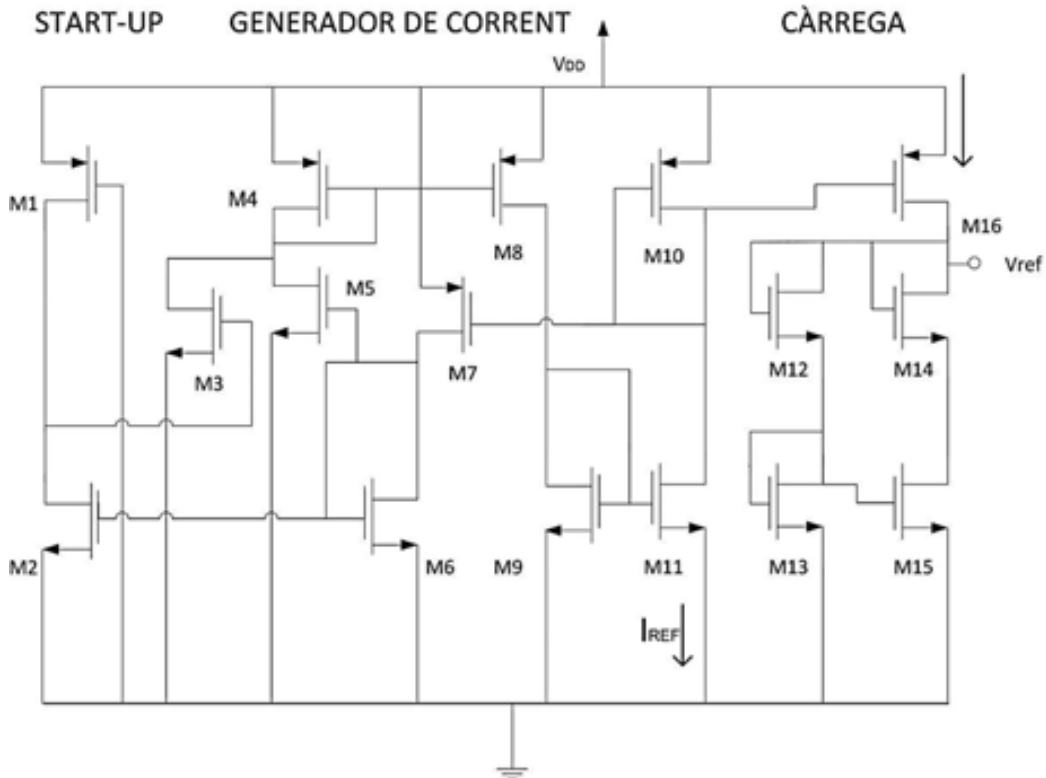 START-UP
GENERADOR DE CORRENT
CÀRREGA
VDD
M1
M4
M8
M10
M16
Vref
M5
M3
M7
M12
M14
M2
M6
M9
M11
M13
M15
IREF